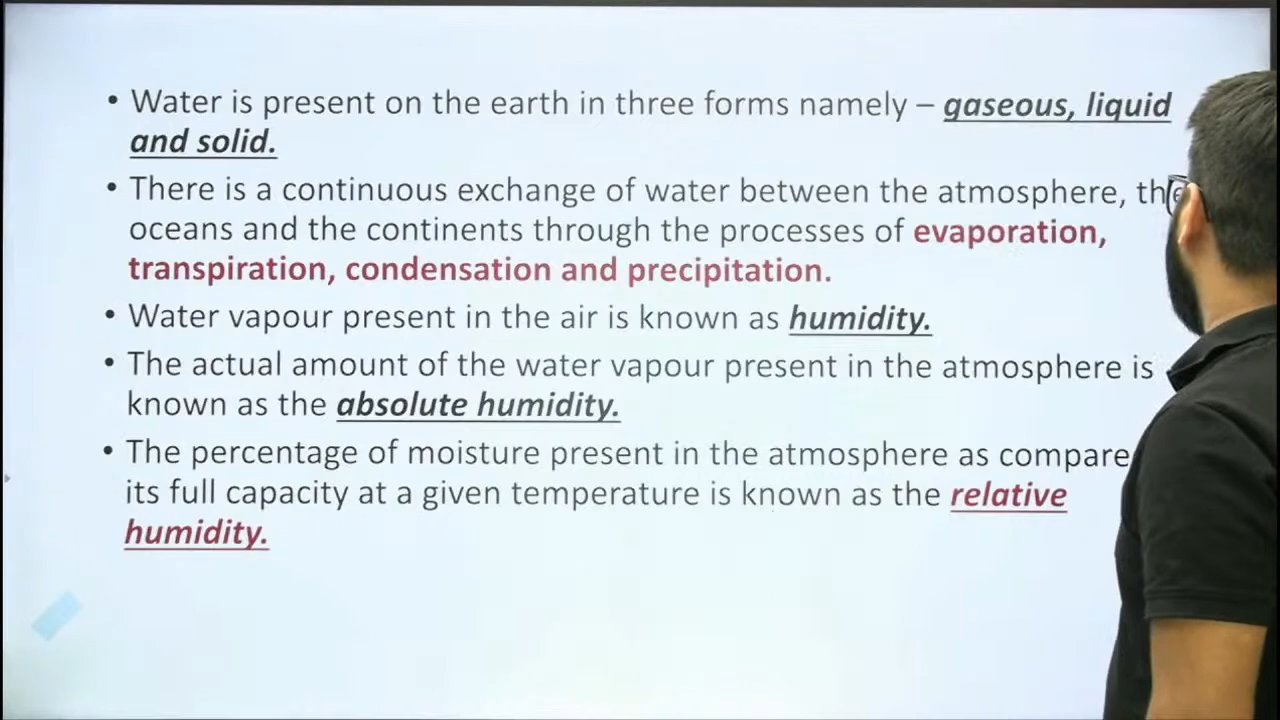 • Water is present on the earth in three forms namely – gaseous, liquid
and solid.
• There is a continuous exchange of water between the atmosphere, the
oceans and the continents through the processes of evaporation,
transpiration, condensation and precipitation.
• Water vapour present in the air is known as humidity.
• The actual amount of the water vapour present in the atmosphere is
known as the absolute humidity.
• The percentage of moisture present in the atmosphere as compare
its full capacity at a given temperature is known as the relative
humidity.